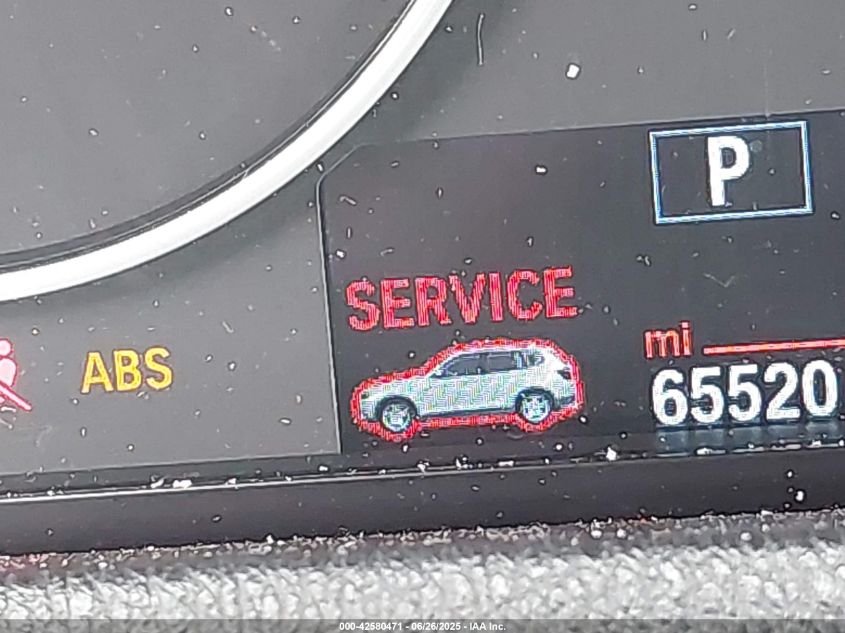 P
SERVICE
mi
ABS
65520
000-42580471 - 06/26/2025 - IAA Inc.